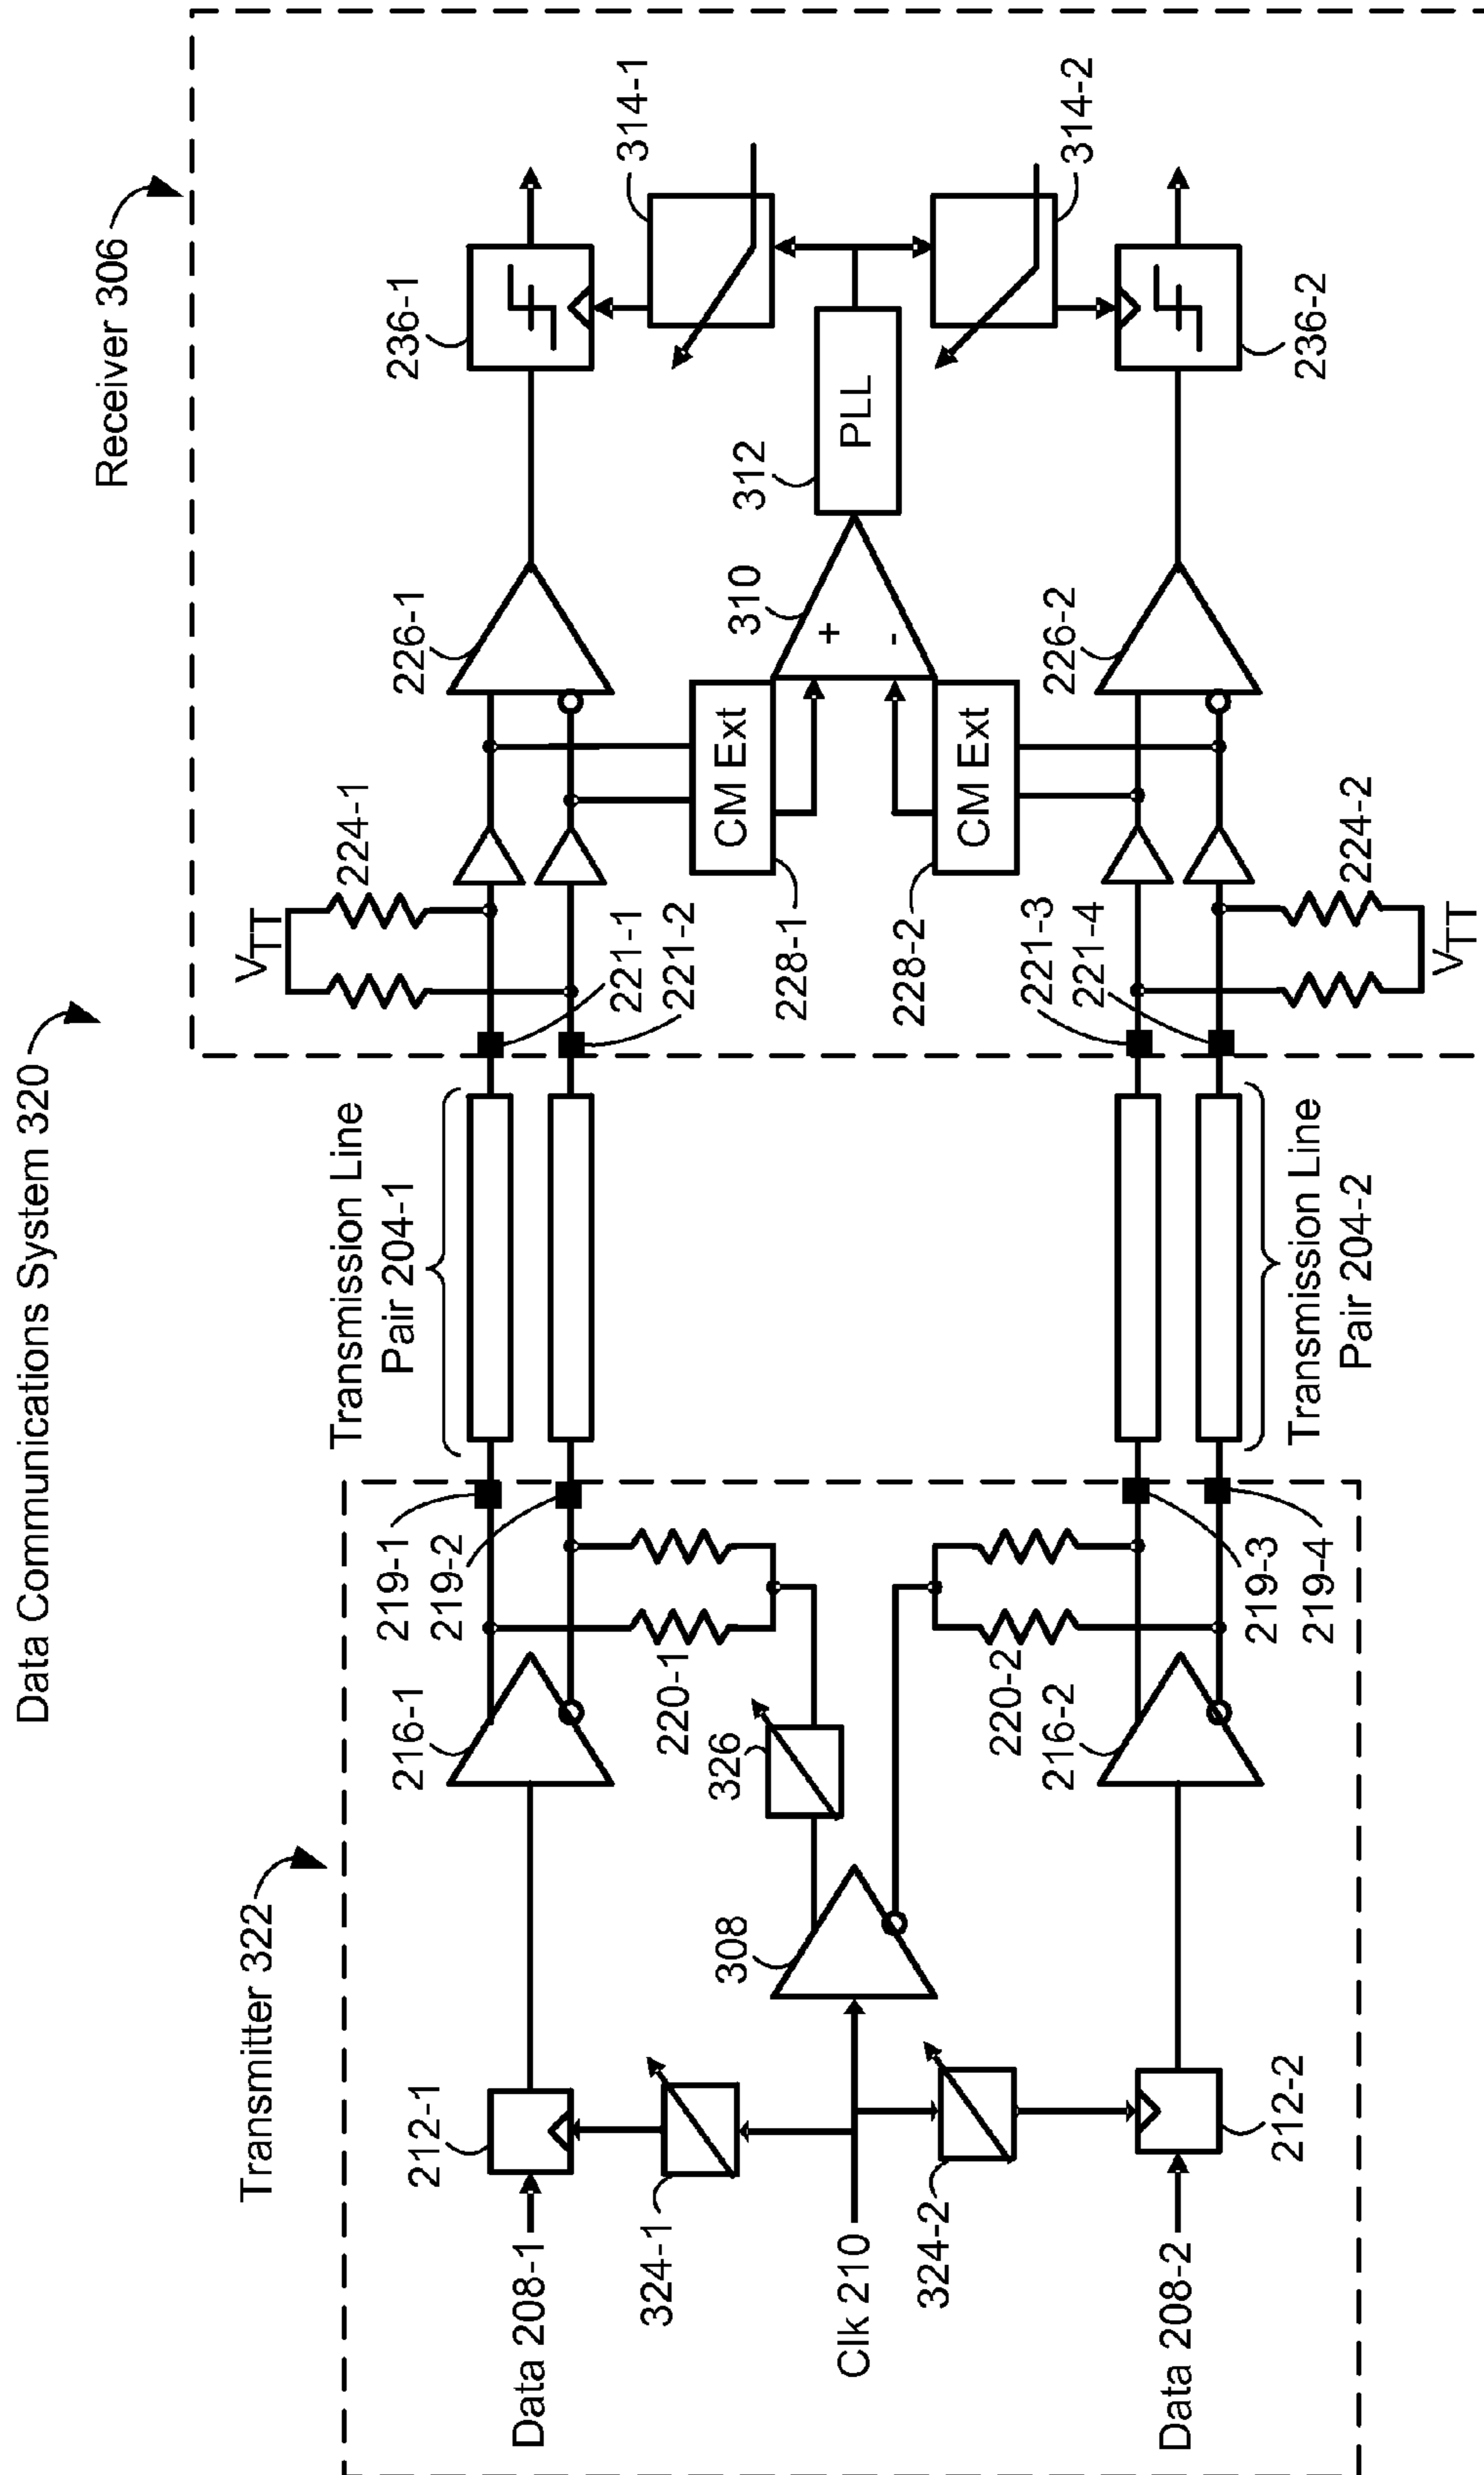 Data Communications System 320
Transmitter 322
Receiver 306
Transmission Line
Pair 204-1
Transmission Line
Pair 204-2
Data 208-1
212-1
216-1
219-1
219-2
220-1
324-1
326
308
Clk 210
324-2
220-2
216-2
219-3
219-4
Data 208-2
212-2
VTT
224-1
221-1
221-2
226-1
236-1
314-1
CM Ext
228-1
310
+
-
312
PLL
CM Ext
228-2
314-2
221-3
221-4
226-2
236-2
224-2
VTT